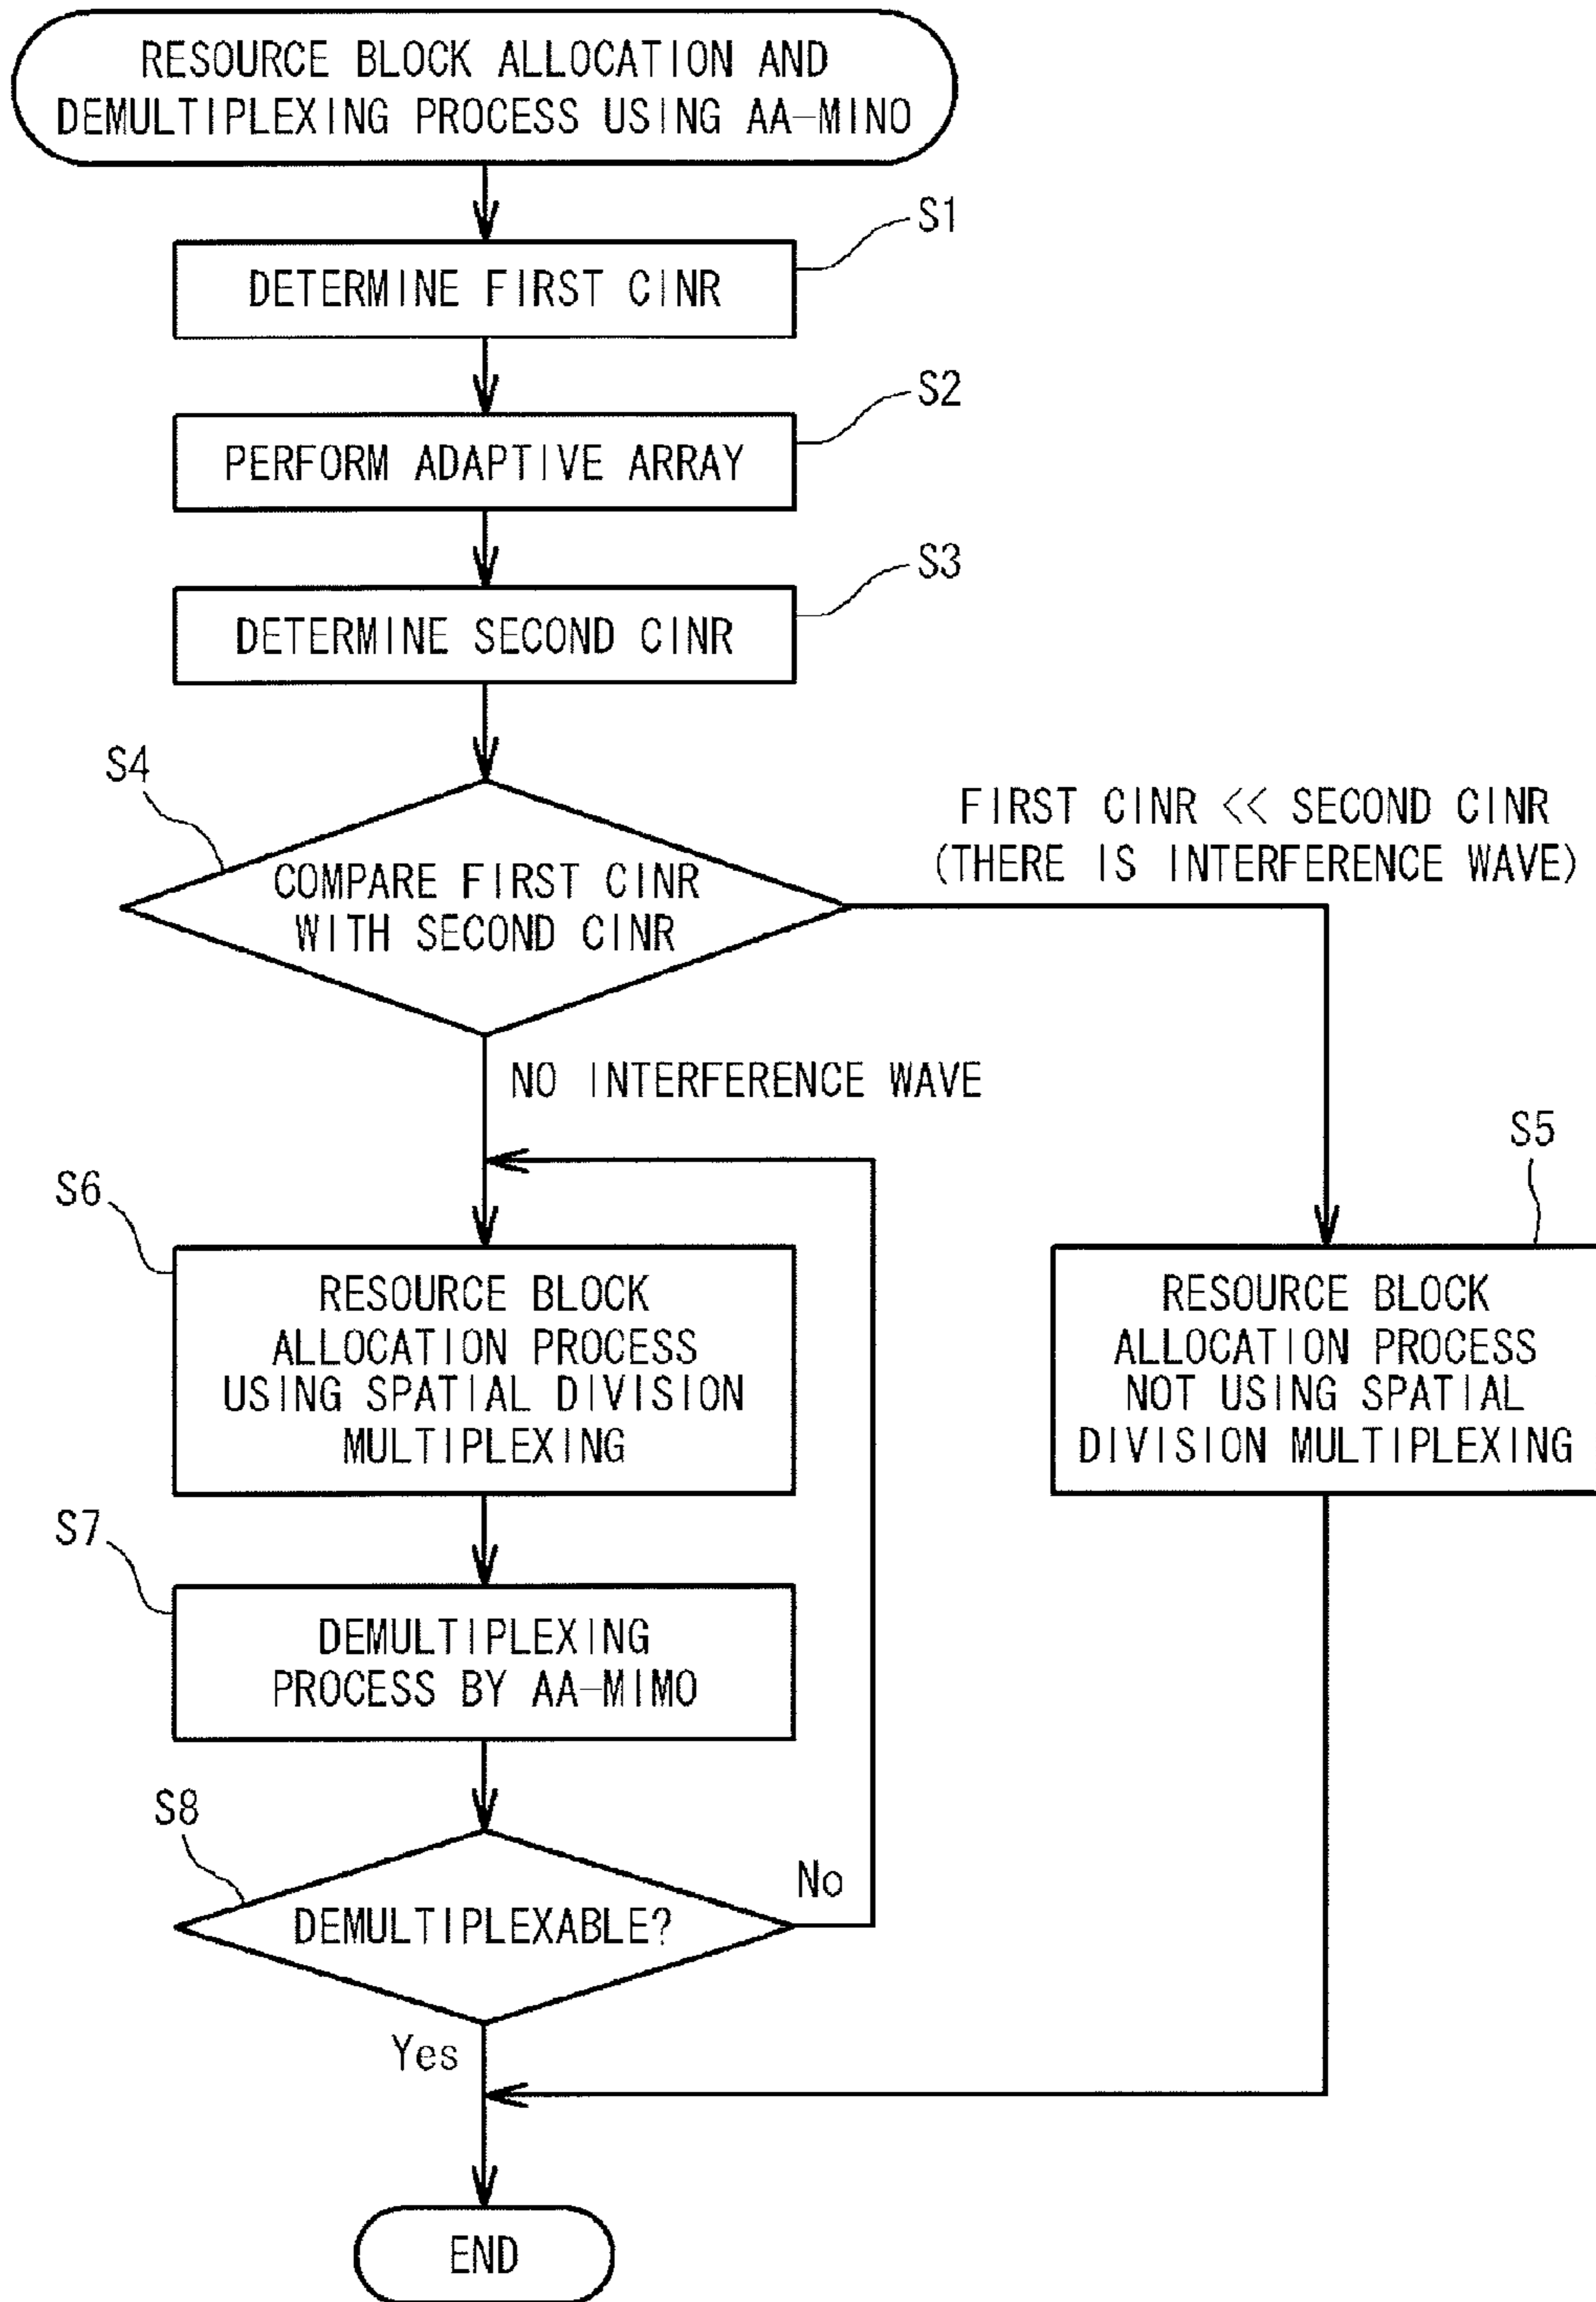 RESOURCE BLOCK ALLOCATION AND
DEMULTIPLEXING PROCESS USING AA-MINO
S1
DETERMINE FIRST CINR
S2
PERFORM ADAPTIVE ARRAY
S3
DETERMINE SECOND CINR
S4
COMPARE FIRST CINR
WITH SECOND CINR
FIRST CINR << SECOND CINR
(THERE IS INTERFERENCE WAVE)
NO INTERFERENCE WAVE
S5
RESOURCE BLOCK
ALLOCATION PROCESS
NOT USING SPATIAL
DIVISION MULTIPLEXING
S6
RESOURCE BLOCK
ALLOCATION PROCESS
USING SPATIAL DIVISION
MULTIPLEXING
S7
DEMULTIPLEXING
PROCESS BY AA-MIMO
S8
DEMULTIPLEXABLE?
No
Yes
END